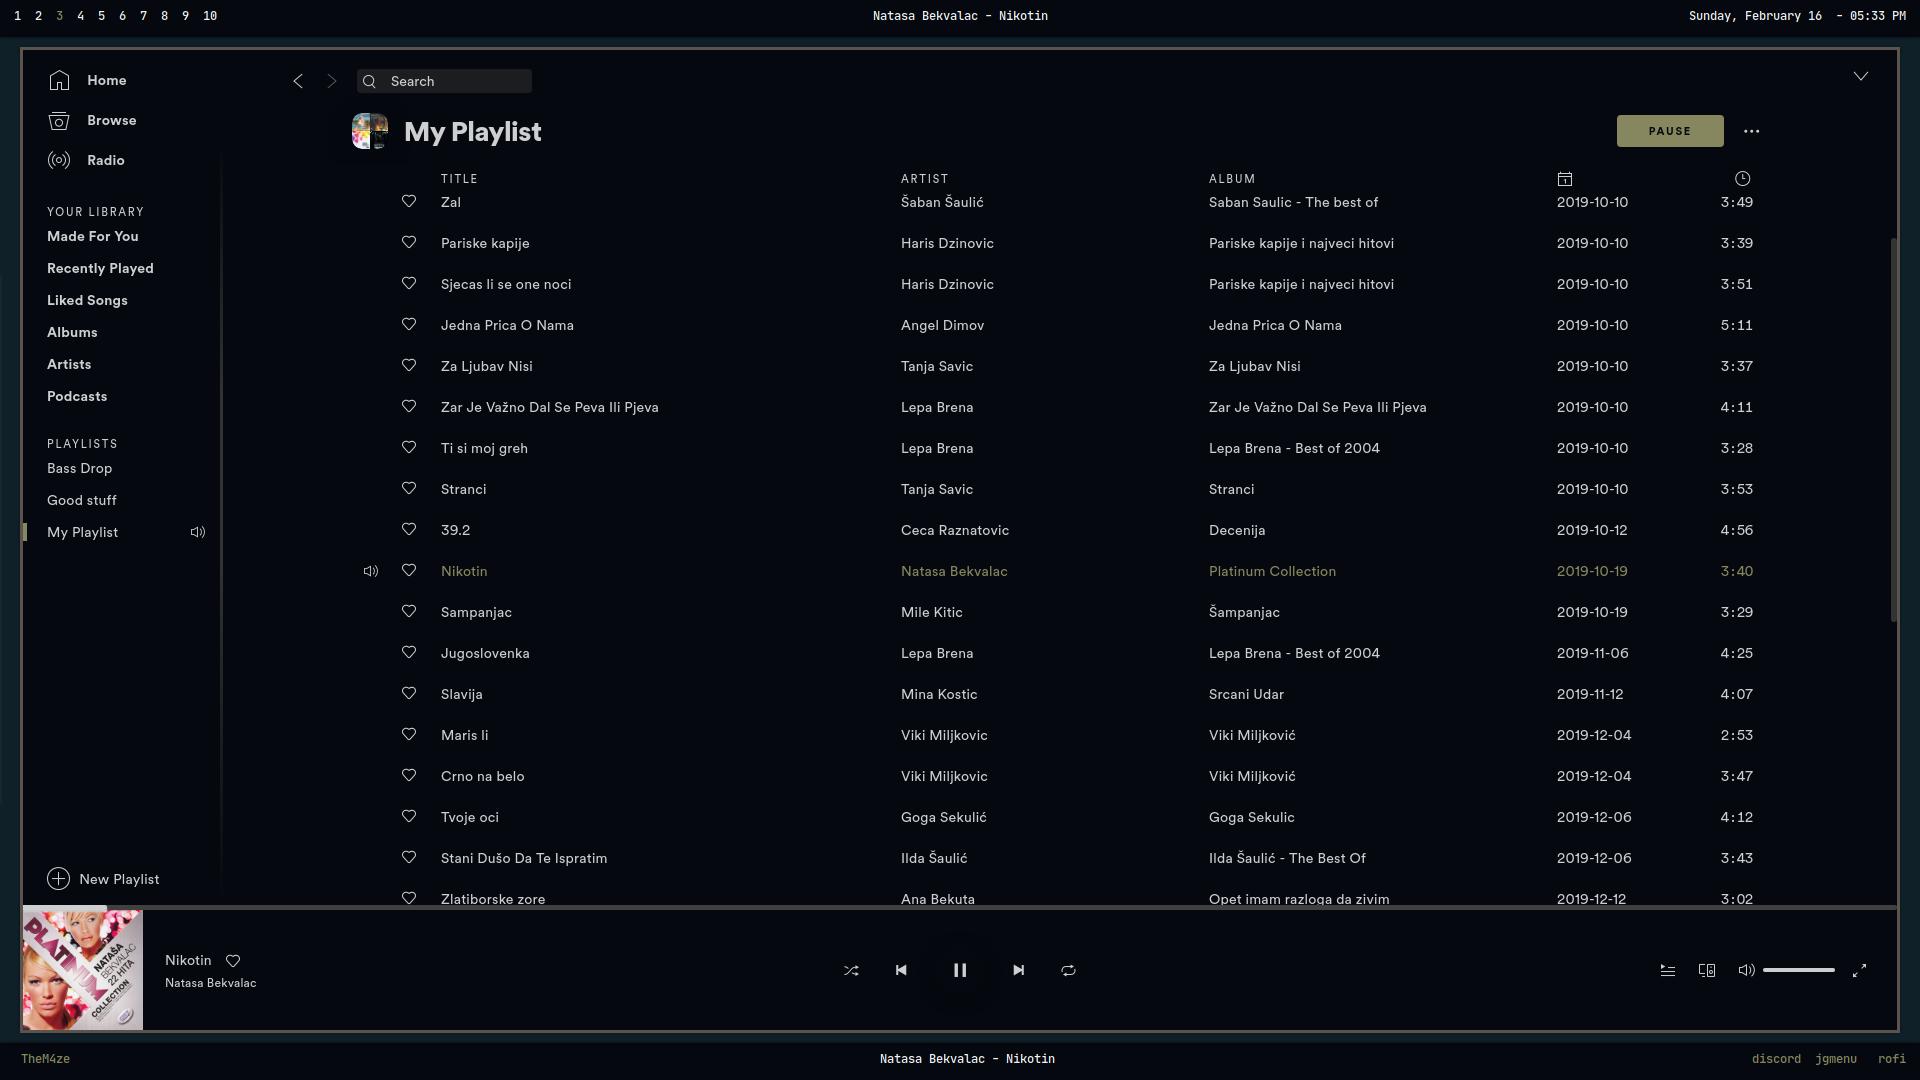 1 2 3 4 5 6 7 8 9 10 Natasa Bekvalac - Nikotin Sunday, February 16 - 05:33 PM
Home
Browse
Radio
YOUR LIBRARY
Made For You
Recently Played
Liked Songs
Albums
Artists
Podcasts
PLAYLISTS
Bass Drop
Good stuff
My Playlist
New Playlist
Search
My Playlist PAUSE
TITLE ARTIST ALBUM
Zal Šaban Šaulić Saban Saulic - The best of 2019-10-10 3:49
Pariske kapije Haris Dzinovic Pariske kapije i najveci hitovi 2019-10-10 3:39
Sjecas li se one noci Haris Dzinovic Pariske kapije i najveci hitovi 2019-10-10 3:51
Jedna Prica O Nama Angel Dimov Jedna Prica O Nama 2019-10-10 5:11
Za Ljubav Nisi Tanja Savic Za Ljubav Nisi 2019-10-10 3:37
Zar Je Važno Dal Se Peva Ili Pjeva Lepa Brena Zar Je Važno Dal Se Peva Ili Pjeva 2019-10-10 4:11
Ti si moj greh Lepa Brena Lepa Brena - Best of 2004 2019-10-10 3:28
Stranci Tanja Savic Stranci 2019-10-10 3:53
39.2 Ceca Raznatovic Decenija 2019-10-12 4:56
Nikotin Natasa Bekvalac Platinum Collection 2019-10-19 3:40
Sampanjac Mile Kitic Šampanjac 2019-10-19 3:29
Jugoslovenka Lepa Brena Lepa Brena - Best of 2004 2019-11-06 4:25
Slavija Mina Kostic Srcani Udar 2019-11-12 4:07
Maris li Viki Miljkovic Viki Miljković 2019-12-04 2:53
Crno na belo Viki Miljkovic Viki Miljković 2019-12-04 3:47
Tvoje oci Goga Sekulić Goga Sekulic 2019-12-06 4:12
Stani Dušo Da Te Ispratim Ilda Šaulić Ilda Šaulić - The Best Of 2019-12-06 3:43
Zlatiborske zore Ana Bekuta Opet imam razloga da zivim 2019-12-12 3:02
PLATINUM
NATAŠA
BEKVALAC
22 HITA
COLLECTION
Nikotin
Natasa Bekvalac
TheM4ze Natasa Bekvalac - Nikotin discord jgmenu rofi